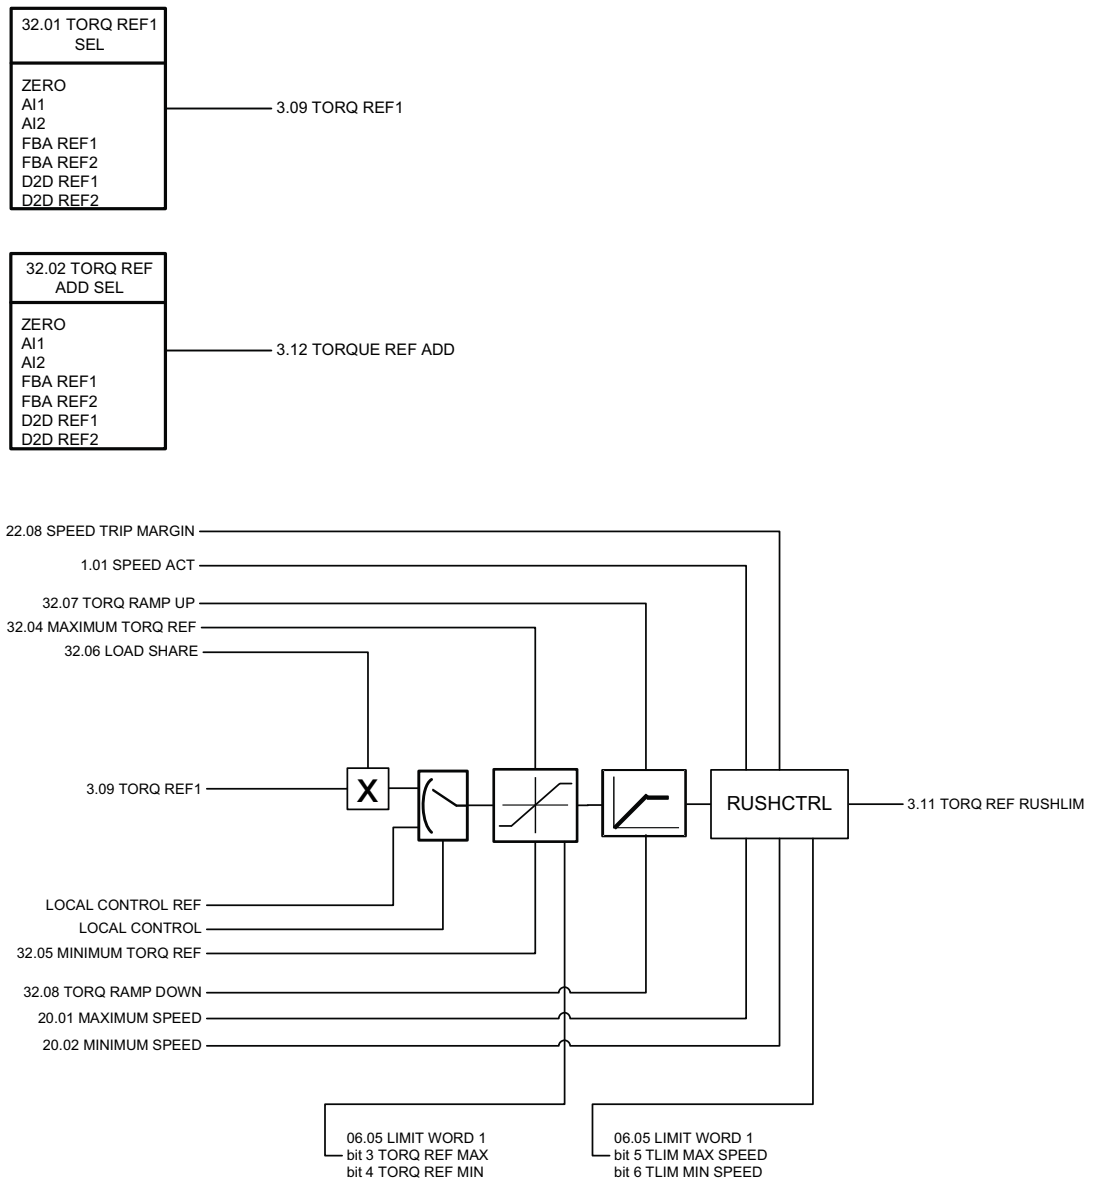 32.01 TORQ REF1
SEL
ZERO
AI1
AI2
FBA REF1
FBA REF2
D2D REF1
D2D REF2
3.09 TORQ REF1
32.02 TORQ REF
ADD SEL
ZERO
AI1
AI2
FBA REF1
FBA REF2
D2D REF1
D2D REF2
3.12 TORQUE REF ADD
22.08 SPEED TRIP MARGIN
1.01 SPEED ACT
32.07 TORQ RAMP UP
32.04 MAXIMUM TORQ REF
32.06 LOAD SHARE
3.09 TORQ REF1
X
RUSHCTRL
3.11 TORQ REF RUSHLIM
LOCAL CONTROL REF
LOCAL CONTROL
32.05 MINIMUM TORQ REF
32.08 TORQ RAMP DOWN
20.01 MAXIMUM SPEED
20.02 MINIMUM SPEED
06.05 LIMIT WORD 1
bit 3 TORQ REF MAX
bit 4 TORQ REF MIN
06.05 LIMIT WORD 1
bit 5 TLIM MAX SPEED
bit 6 TLIM MIN SPEED